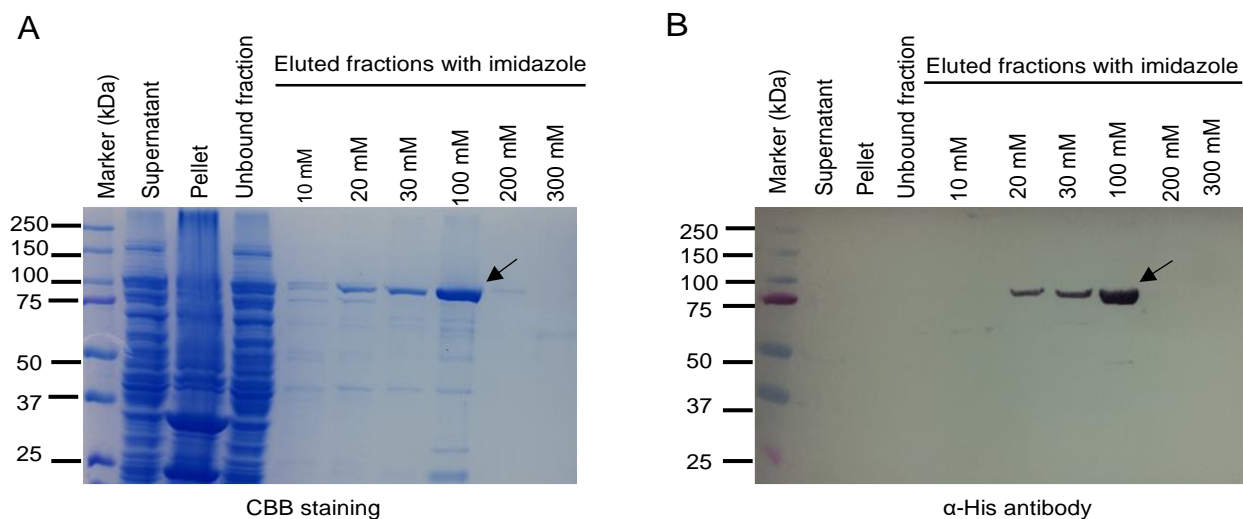 A
Marker (kDa)
Supernatant
Pellet
Unbound fraction
Eluted fractions with imidazole
10 mM
20 mM
30 mM
100 mM
200 mM
300 mM
250
150
100
75
50
37
25
CBB staining
B
Marker (kDa)
Supernatant
Pellet
Unbound fraction
Eluted fractions with imidazole
10 mM
20 mM
30 mM
100 mM
200 mM
300 mM
250
150
100
75
50
37
25
α-His antibody